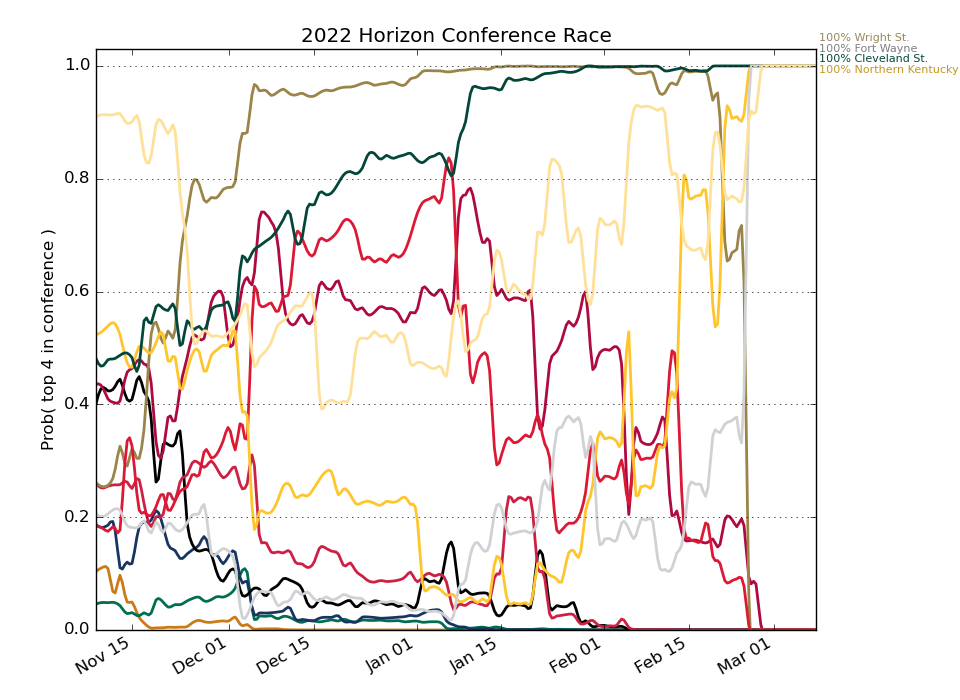 2022 Horizon Conference Race
100% Wright St.
100% Fort Wayne
100% Cleveland St.
100% Northern Kentucky
Prob( top 4 in conference )
1.0
0.8
0.6
0.4
0.2
0.0
Nov 15
Dec 01
Dec 15
Jan 01
Jan 15
Feb 01
Feb 15
Mar 01